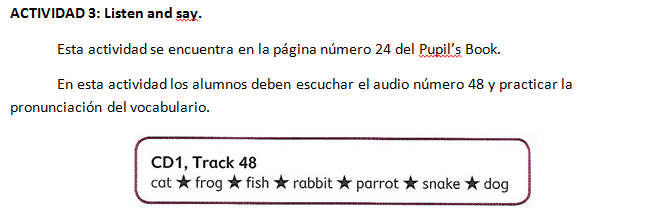 ACTIVIDAD 3: Listen and say.
Esta actividad se encuentra en la página número 24 del Pupil's Book.
En esta actividad los alumnos deben escuchar el audio número 48 y practicar la
pronunciación del vocabulario.
CD1, Track 48
cat ★ frog ★ fish ★ rabbit ★ parrot ★ snake ★ dog